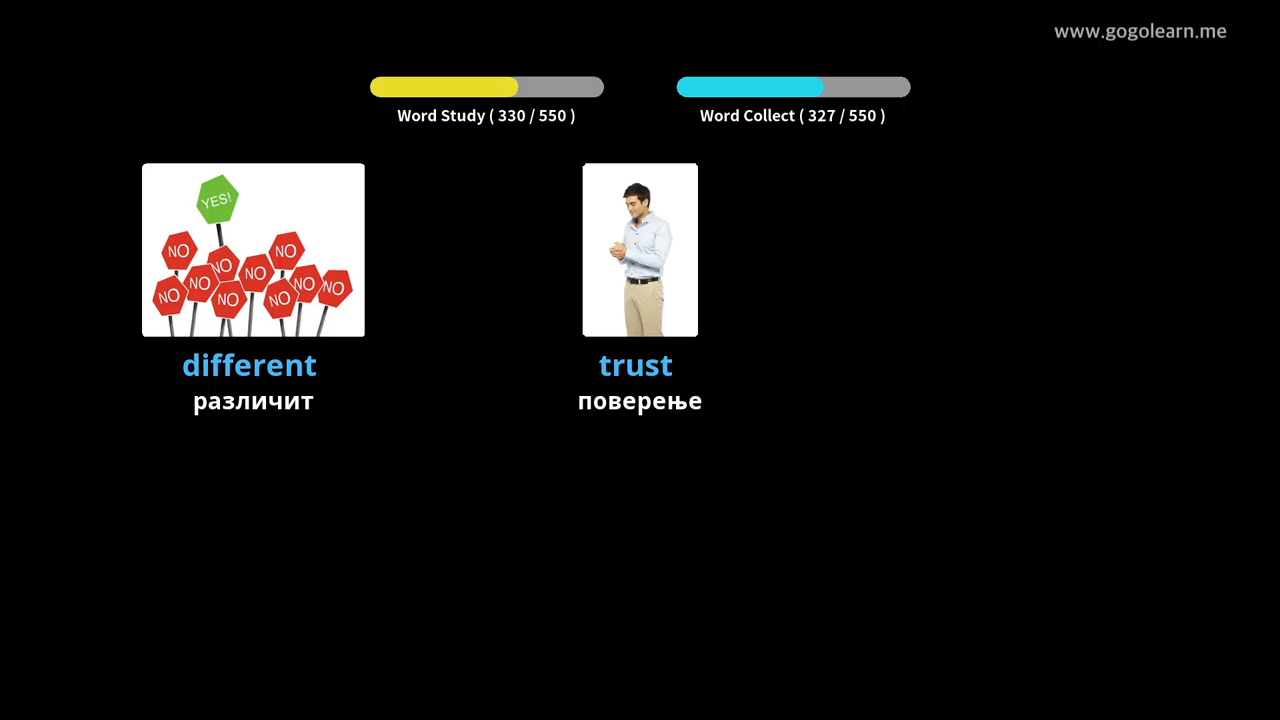 www.gogolearn.me
Word Study ( 330 / 550 )
Word Collect ( 327 / 550 )
YES!
NO
NO
NO
NO
NO
NO
NO
NO
NO
NO
different
trust
различит
поверење